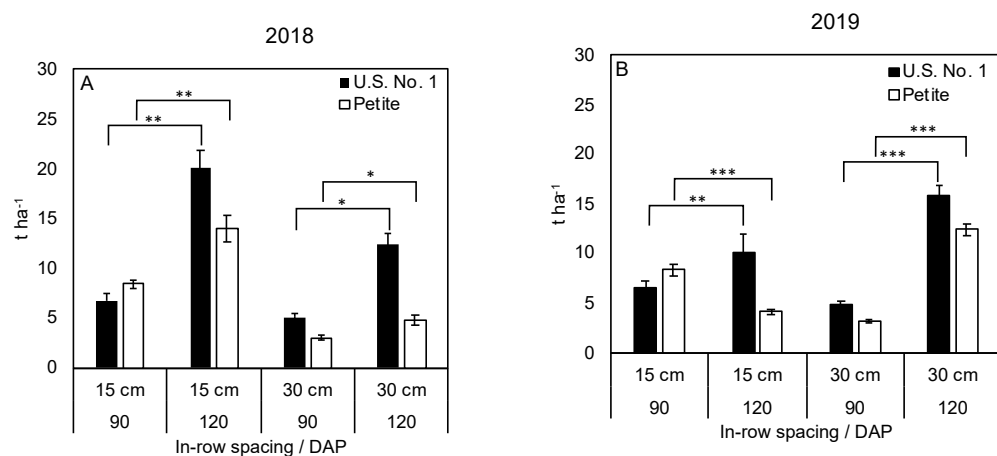 2018
A
U.S. No. 1
Petite
30
25
20
15
10
5
0
t ha-1
**
**
*
*
15 cm 15 cm 30 cm 30 cm
90 120 90 120
In-row spacing / DAP
2019
B
U.S. No. 1
Petite
30
25
20
15
10
5
0
t ha-1
***
**
***
***
15 cm 15 cm 30 cm 30 cm
90 120 90 120
In-row spacing / DAP